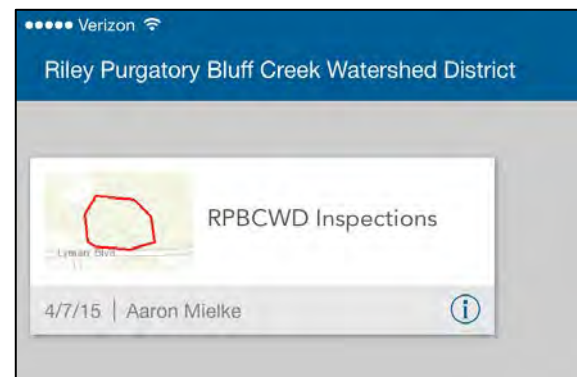 Verizon
Riley Purgatory Bluff Creek Watershed District
RPBCWD Inspections
Lyman Blvd
4/7/15 | Aaron Mielke